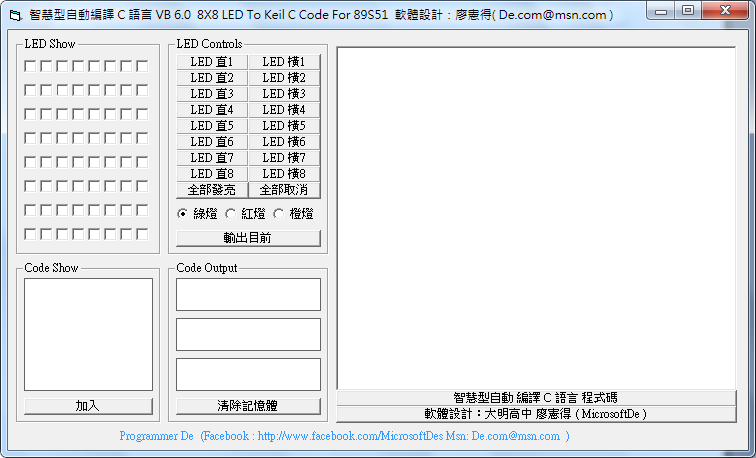 智慧型自動編譯 C 語言 VB 6.0 8X8 LED To Keil C Code For 89S51 軟體設計：廖憲得( De.com@msn.com )
LED Show
LED Controls
LED 直1 LED 橫1
LED 直2 LED 橫2
LED 直3 LED 橫3
LED 直4 LED 橫4
LED 直5 LED 橫5
LED 直6 LED 橫6
LED 直7 LED 橫7
LED 直8 LED 橫8
全部發亮 全部取消
綠燈 紅燈 橙燈
輸出目前
Code Show
加入
Code Output
清除記憶體
智慧型自動 編譯 C 語言 程式碼
軟體設計：大明高中 廖憲得 ( MicrosoftDe )
Programmer De (Facebook : http://www.facebook.com/MicrosoftDes Msn: De.com@msn.com )